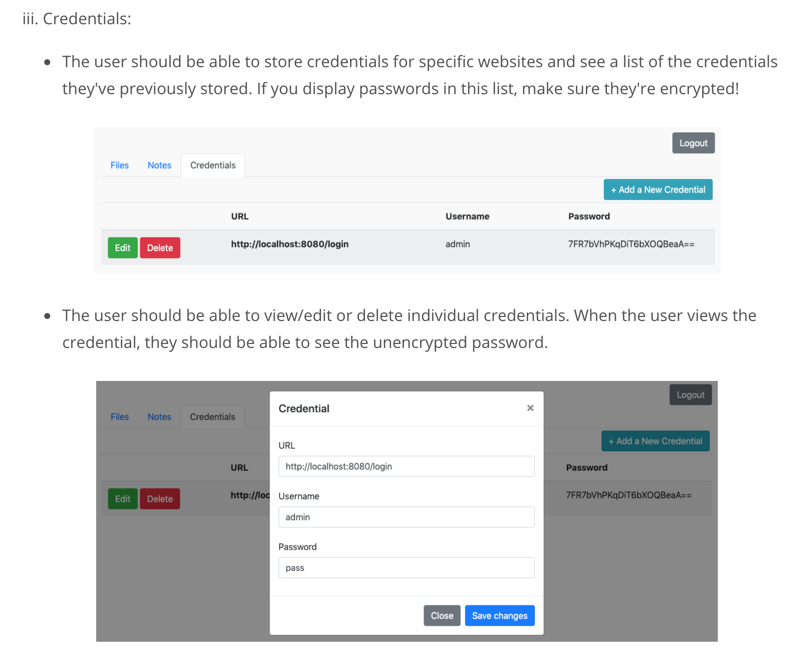 iii. Credentials:
• The user should be able to store credentials for specific websites and see a list of the credentials
they've previously stored. If you display passwords in this list, make sure they're encrypted!
Logout
Files Notes Credentials
+ Add a New Credential
URL Username Password
Edit Delete http://localhost:8080/login admin 7FR7bVhPKqDiT6bXOQBeaA==
• The user should be able to view/edit or delete individual credentials. When the user views the
credential, they should be able to see the unencrypted password.
Logout
Files Notes Credentials
+ Add a New Credential
URL Password
Edit Delete http://loc 7FR7bVhPKqDiT6bXOQBeaA==
Credential ×
URL
http://localhost:8080/login
Username
admin
Password
pass
Close Save changes